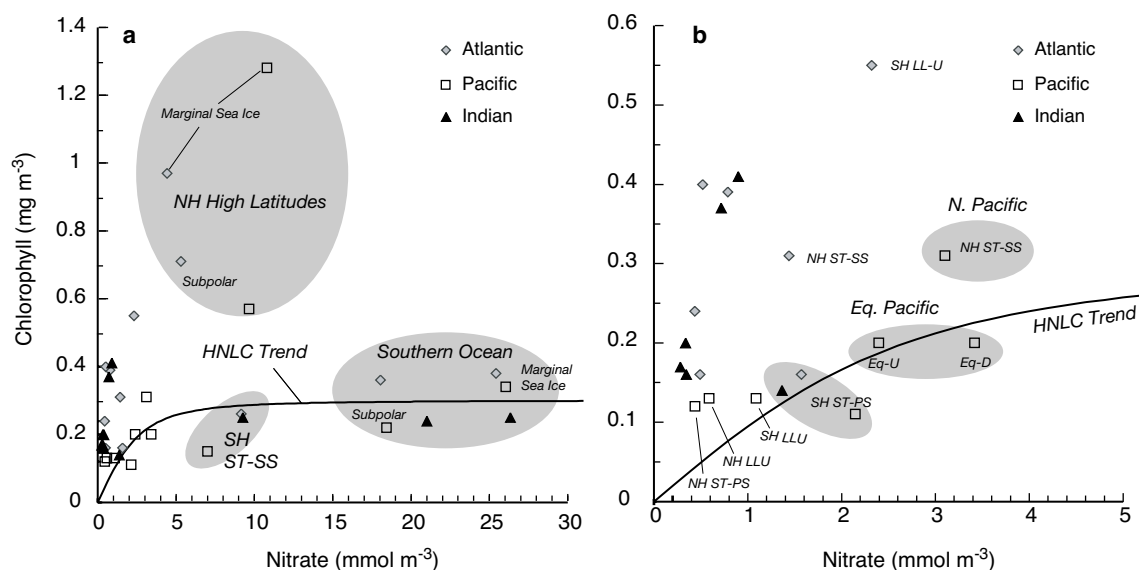 a
Atlantic
Pacific
Indian
Marginal Sea Ice
NH High Latitudes
Subpolar
HNLC Trend
Southern Ocean
Marginal
Sea Ice
Subpolar
SH
ST-SS
1.4
1.2
1
0.8
0.6
0.4
0.2
0
0
5
10
15
20
25
30
Chlorophyll (mg m-3)
Nitrate (mmol m-3)
b
Atlantic
Pacific
Indian
SH LL-U
N. Pacific
NH ST-SS
NH ST-SS
Eq. Pacific
HNLC Trend
Eq-U
Eq-D
SH ST-PS
SH LLU
NH LLU
NH ST-PS
0.6
0.5
0.4
0.3
0.2
0.1
0
0
1
2
3
4
5
Nitrate (mmol m-3)